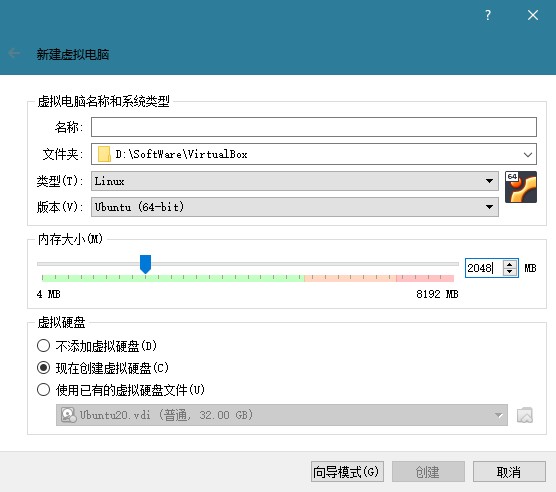 ?
新建虚拟电脑
虚拟电脑名称和系统类型
名称:
文件夹: D:\SoftWare\VirtualBox
类型(T): Linux
64
版本(V): Ubuntu (64-bit)
内存大小(M)
2048 MB
4 MB 8192 MB
虚拟硬盘
不添加虚拟硬盘(D)
现在创建虚拟硬盘(C)
使用已有的虚拟硬盘文件(U)
Ubuntu20.vdi (普通, 32.00 GB)
向导模式(G) 创建 取消